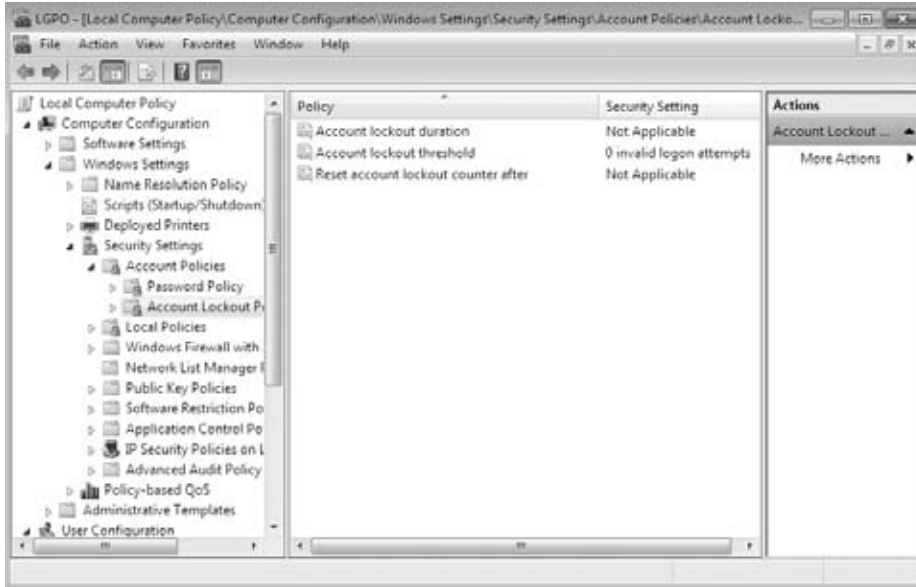 LGPO - [Local Computer Policy\Computer Configuration\Windows Settings\Security Settings\Account Policies\Account Locko...
File Action View Favorites Window Help
Local Computer Policy
Computer Configuration
Software Settings
Windows Settings
Name Resolution Policy
Scripts (Startup/Shutdown)
Deployed Printers
Security Settings
Account Policies
Password Policy
Account Lockout Po
Local Policies
Windows Firewall with
Network List Manager
Public Key Policies
Software Restriction Po
Application Control Po
IP Security Policies on L
Advanced Audit Policy
Policy-based QoS
Administrative Templates
User Configuration
Policy Security Setting
Account lockout duration Not Applicable
Account lockout threshold 0 invalid logon attempts
Reset account lockout counter after Not Applicable
Actions
Account Lockout ...
More Actions